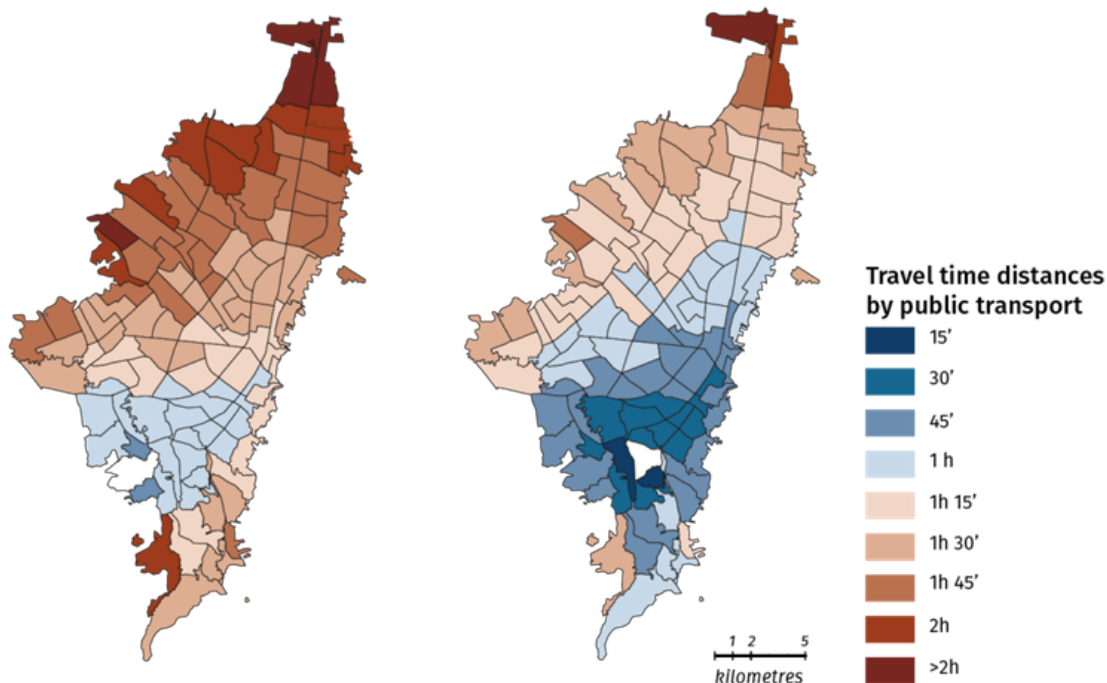 Travel time distances
by public transport
15'
30'
45'
1 h
1h 15'
1h 30'
1h 45'
2h
>2h
1 2 5
kilometres